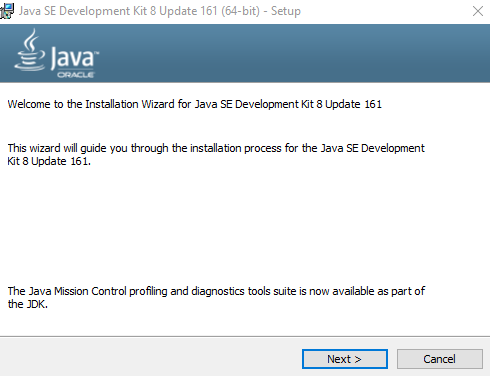 Java SE Development Kit 8 Update 161 (64-bit) - Setup
Java™
ORACLE
Welcome to the Installation Wizard for Java SE Development Kit 8 Update 161
This wizard will guide you through the installation process for the Java SE Development
Kit 8 Update 161.
The Java Mission Control profiling and diagnostics tools suite is now available as part of
the JDK.
Next >
Cancel